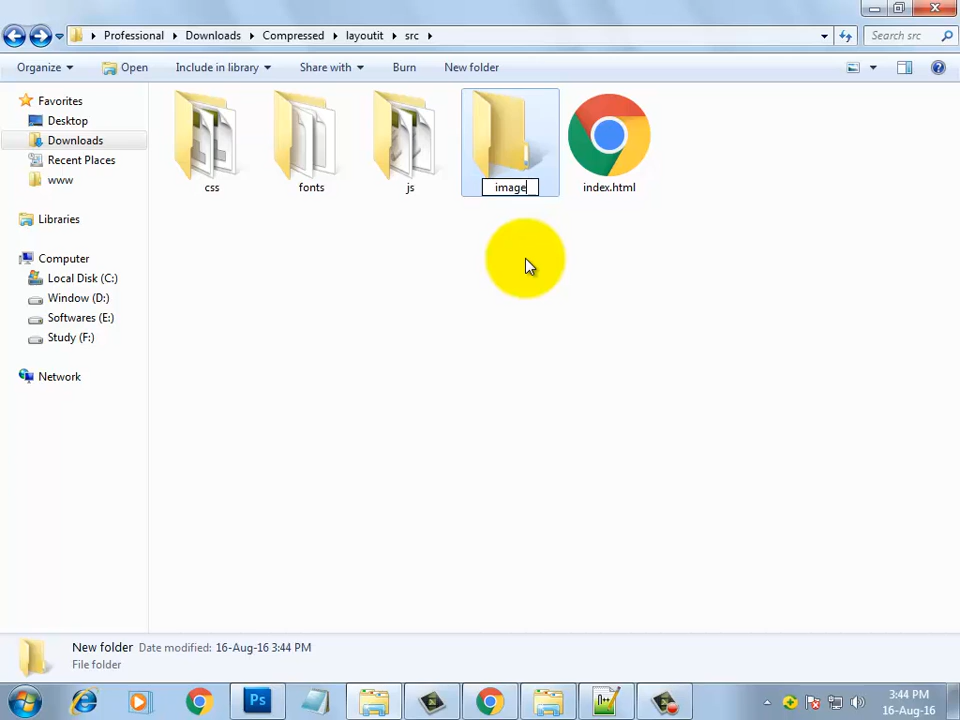 Professional Downloads Compressed layoutit src Search src
Organize Open Include in library Share with Burn New folder
Favorites
Desktop
Downloads
Recent Places
www
Libraries
Computer
Local Disk (C:)
Window (D:)
Softwares (E:)
Study (F:)
Network
css fonts js image index.html
New folder Date modified: 16-Aug-16 3:44 PM
File folder
Ps n++ 3:44 PM
16-Aug-16